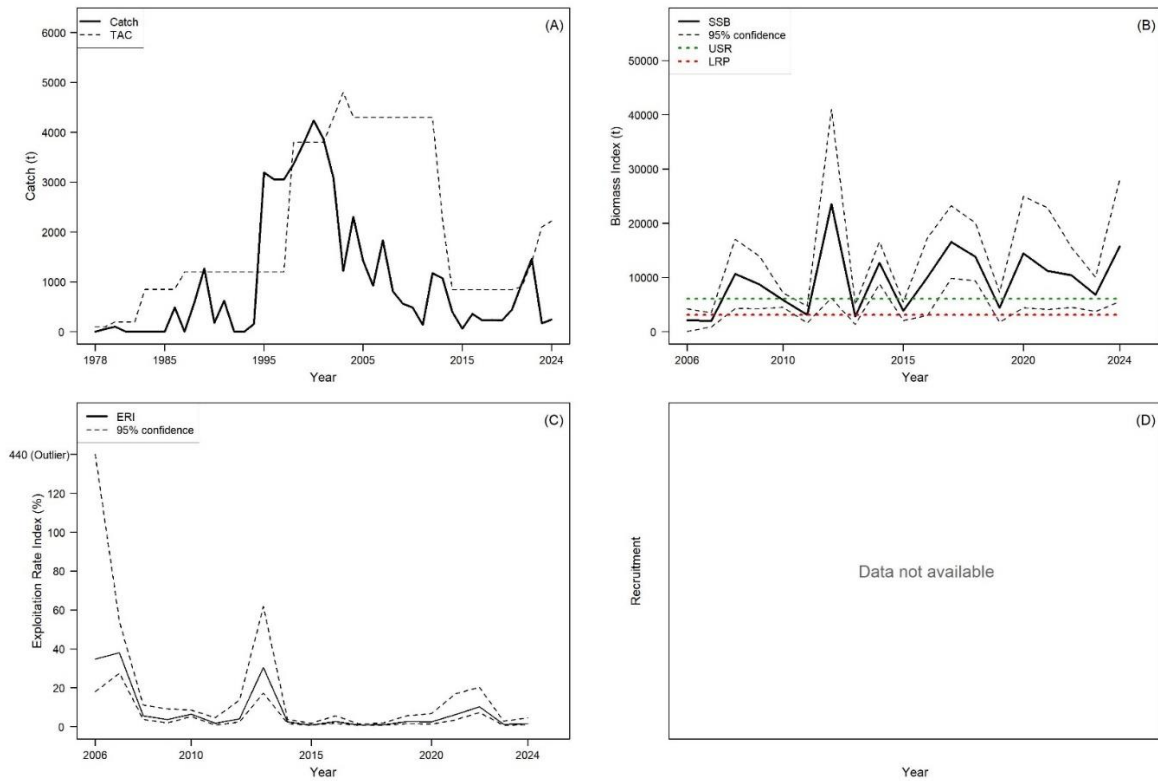 Catch
TAC
(A)
6000
5000
4000
3000
2000
1000
0
Catch (t)
1978
1985
1995
2005
2015
2024
Year
SSB
95% confidence
USR
LRP
(B)
50000
40000
30000
20000
10000
0
Biomass Index (t)
2006
2010
2015
2020
2024
Year
ERI
95% confidence
(C)
440 (Outlier)
120
100
80
60
40
20
0
Exploitation Rate Index (%)
2006
2010
2015
2020
2024
Year
(D)
Recruitment
Data not available
Year